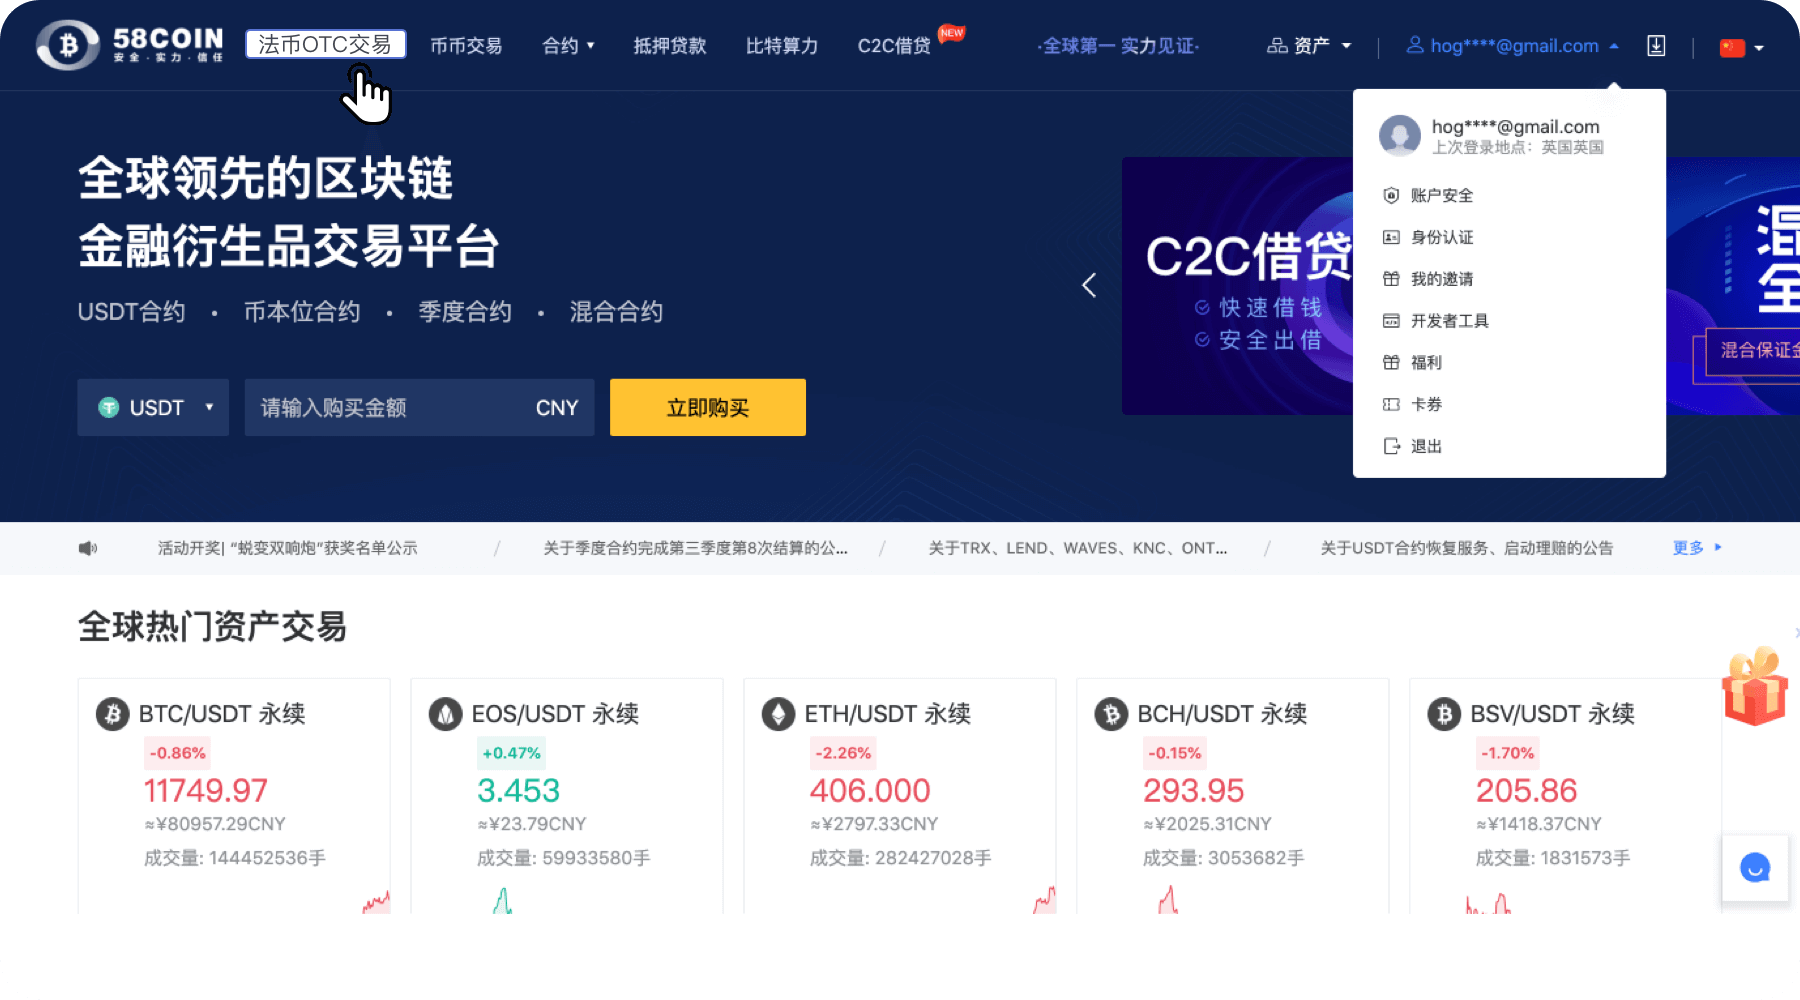 58COIN
安全·实力·信任
法币OTC交易
币币交易
合约
抵押贷款
比特算力
C2C借贷
NEW
·全球第一 实力见证·
资产
hog****@gmail.com
hog****@gmail.com
上次登录地点：英国英国
账户安全
身份认证
我的邀请
开发者工具
福利
卡券
退出
全球领先的区块链
金融衍生品交易平台
USDT合约 • 币本位合约 • 季度合约 • 混合合约
USDT
请输入购买金额
CNY
立即购买
C2C借贷
快速借钱
安全出借
混
全
混合保证金
活动开奖| “蜕变双响炮”获奖名单公示
/
关于季度合约完成第三季度第8次结算的公...
/
关于TRX、LEND、WAVES、KNC、ONT...
/
关于USDT合约恢复服务、启动理赔的公告
更多
全球热门资产交易
BTC/USDT 永续
-0.86%
11749.97
≈¥80957.29CNY
成交量: 144452536手
EOS/USDT 永续
+0.47%
3.453
≈¥23.79CNY
成交量: 59933580手
ETH/USDT 永续
-2.26%
406.000
≈¥2797.33CNY
成交量: 282427028手
BCH/USDT 永续
-0.15%
293.95
≈¥2025.31CNY
成交量: 3053682手
BSV/USDT 永续
-1.70%
205.86
≈¥1418.37CNY
成交量: 1831573手